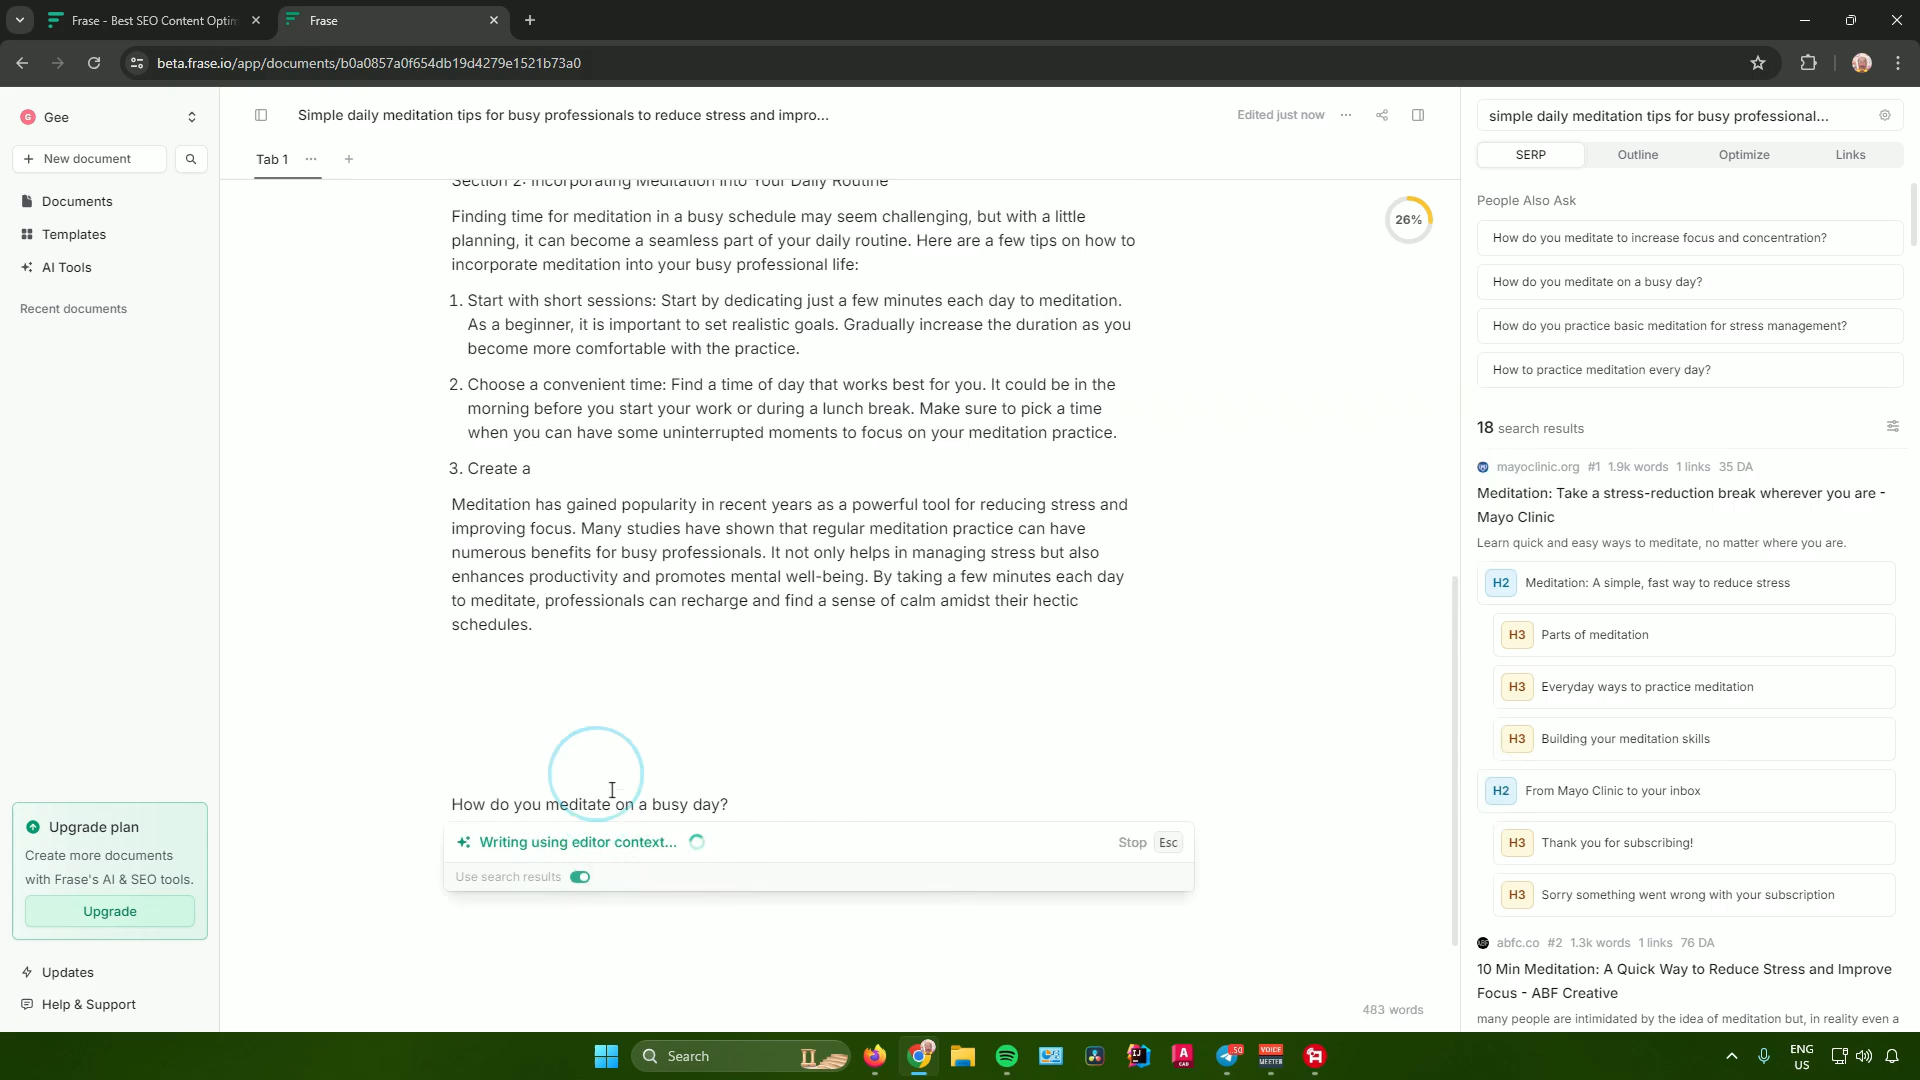 Frase - Best SEO Content Optim
Frase
beta.frase.io/app/documents/b0a0857a0f654db19d4279e1521b73a0
G Gee
New document
Documents
Templates
AI Tools
Recent documents
Upgrade plan
Create more documents
with Frase's AI & SEO tools.
Upgrade
Updates
Help & Support
Simple daily meditation tips for busy professionals to reduce stress and impro...
Edited just now
Tab 1
Section 2: Incorporating Meditation into Your Daily Routine
Finding time for meditation in a busy schedule may seem challenging, but with a little
planning, it can become a seamless part of your daily routine. Here are a few tips on how to
incorporate meditation into your busy professional life:
1. Start with short sessions: Start by dedicating just a few minutes each day to meditation.
As a beginner, it is important to set realistic goals. Gradually increase the duration as you
become more comfortable with the practice.
2. Choose a convenient time: Find a time of day that works best for you. It could be in the
morning before you start your work or during a lunch break. Make sure to pick a time
when you can have some uninterrupted moments to focus on your meditation practice.
3. Create a
Meditation has gained popularity in recent years as a powerful tool for reducing stress and
improving focus. Many studies have shown that regular meditation practice can have
numerous benefits for busy professionals. It not only helps in managing stress but also
enhances productivity and promotes mental well-being. By taking a few minutes each day
to meditate, professionals can recharge and find a sense of calm amidst their hectic
schedules.
How do you meditate on a busy day?
Writing using editor context...
Stop Esc
Use search results
26%
483 words
simple daily meditation tips for busy professional...
SERP Outline Optimize Links
People Also Ask
How do you meditate to increase focus and concentration?
How do you meditate on a busy day?
How do you practice basic meditation for stress management?
How to practice meditation every day?
18 search results
mayoclinic.org #1 1.9k words 1 links 35 DA
Meditation: Take a stress-reduction break wherever you are -
Mayo Clinic
Learn quick and easy ways to meditate, no matter where you are.
H2 Meditation: A simple, fast way to reduce stress
H3 Parts of meditation
H3 Everyday ways to practice meditation
H3 Building your meditation skills
H2 From Mayo Clinic to your inbox
H3 Thank you for subscribing!
H3 Sorry something went wrong with your subscription
abfc.co #2 1.3k words 1 links 76 DA
10 Min Meditation: A Quick Way to Reduce Stress and Improve
Focus - ABF Creative
many people are intimidated by the idea of meditation but, in reality even a
Search
ENG
US
VOICE
MEETER